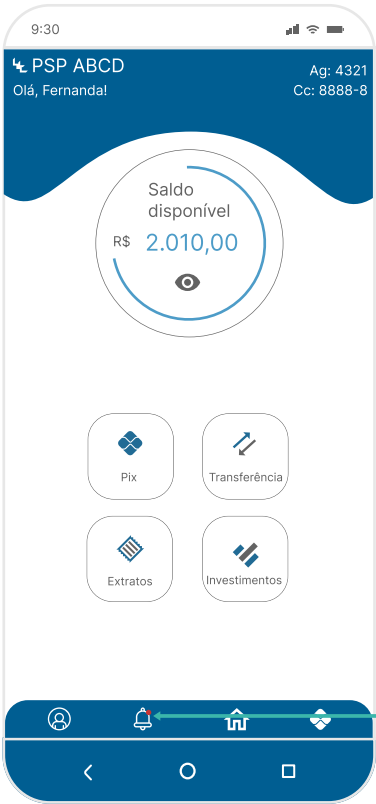 9:30
PSP ABCD
Ag: 4321
Olá, Fernanda!
Cc: 8888-8
Saldo
disponível
R$ 2.010,00
Pix
Transferência
Extratos
Investimentos